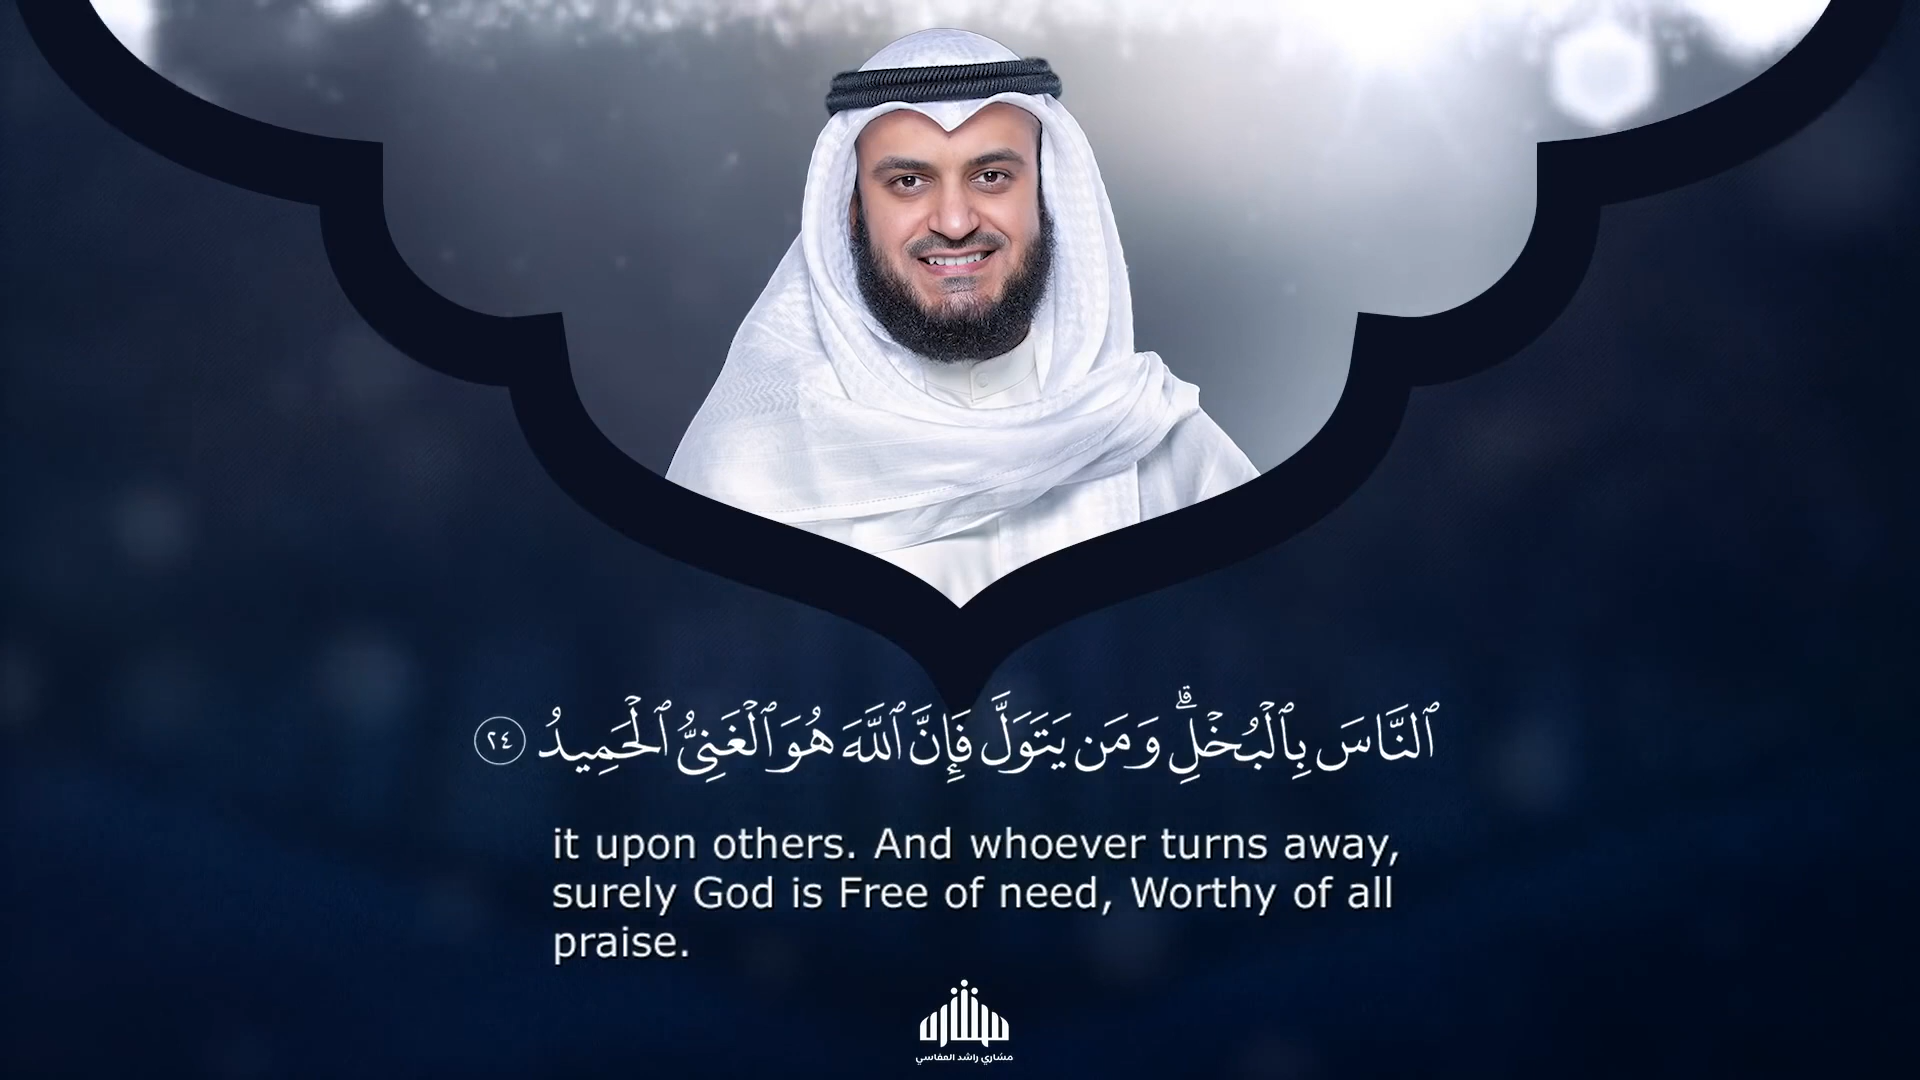 ٱلنَّاسَ بِٱلۡبُخۡلِۗ وَمَن يَتَوَلَّ فَإِنَّ ٱللَّهَ هُوَ ٱلۡغَنِيُّ ٱلۡحَمِيدُ ٢٤
it upon others. And whoever turns away,
surely God is Free of need, Worthy of all
praise.
مشاري
مشاري راشد العفاسي